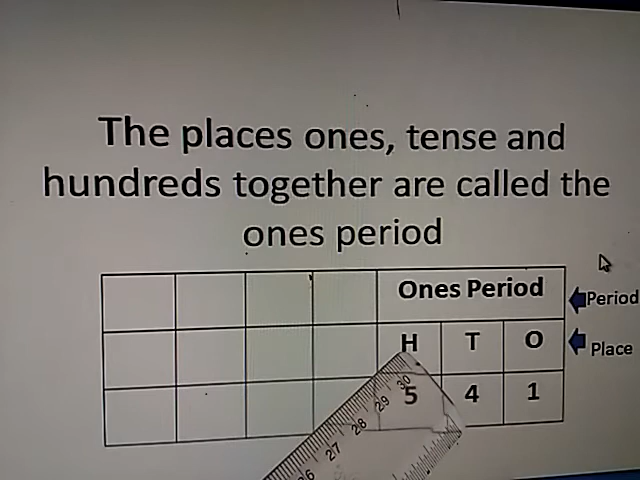 The places ones, tense and
hundreds together are called the
ones period
Ones Period
Period
H T O
Place
5 4 1
30
29
28
27
26